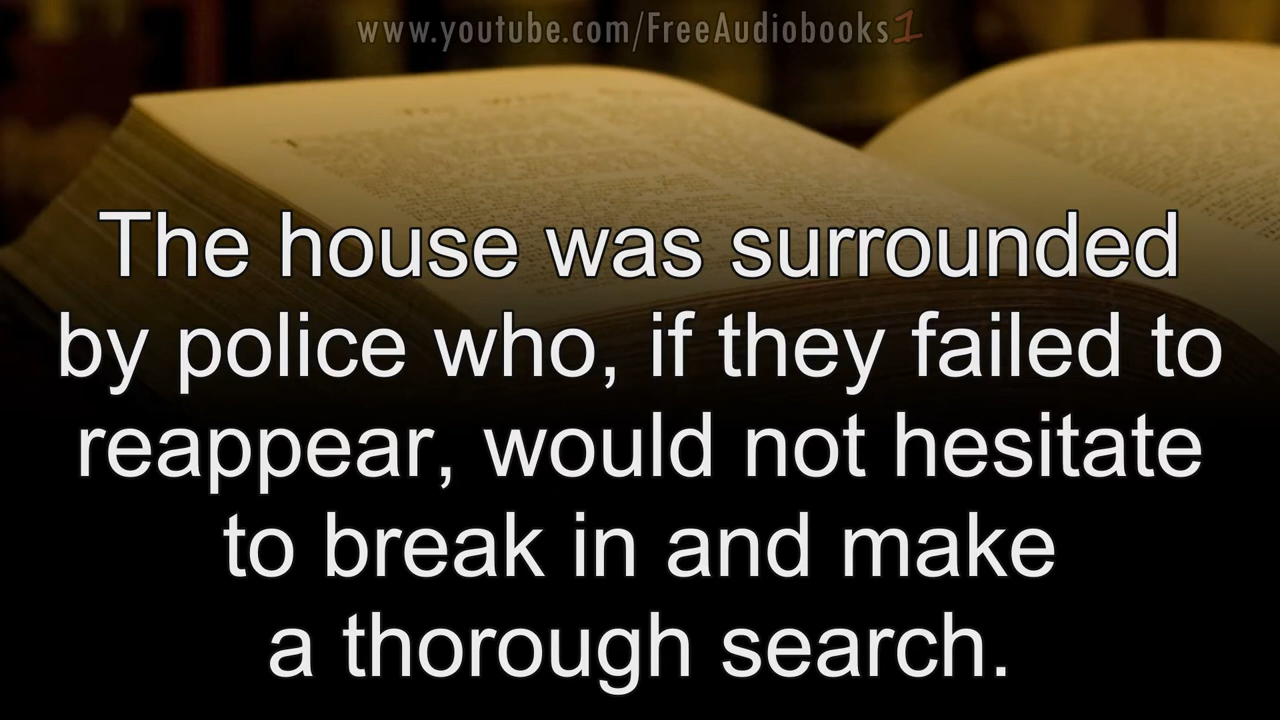 www.youtube.com/FreeAudiobooks1
The house was surrounded
by police who, if they failed to
reappear, would not hesitate
to break in and make
a thorough search.